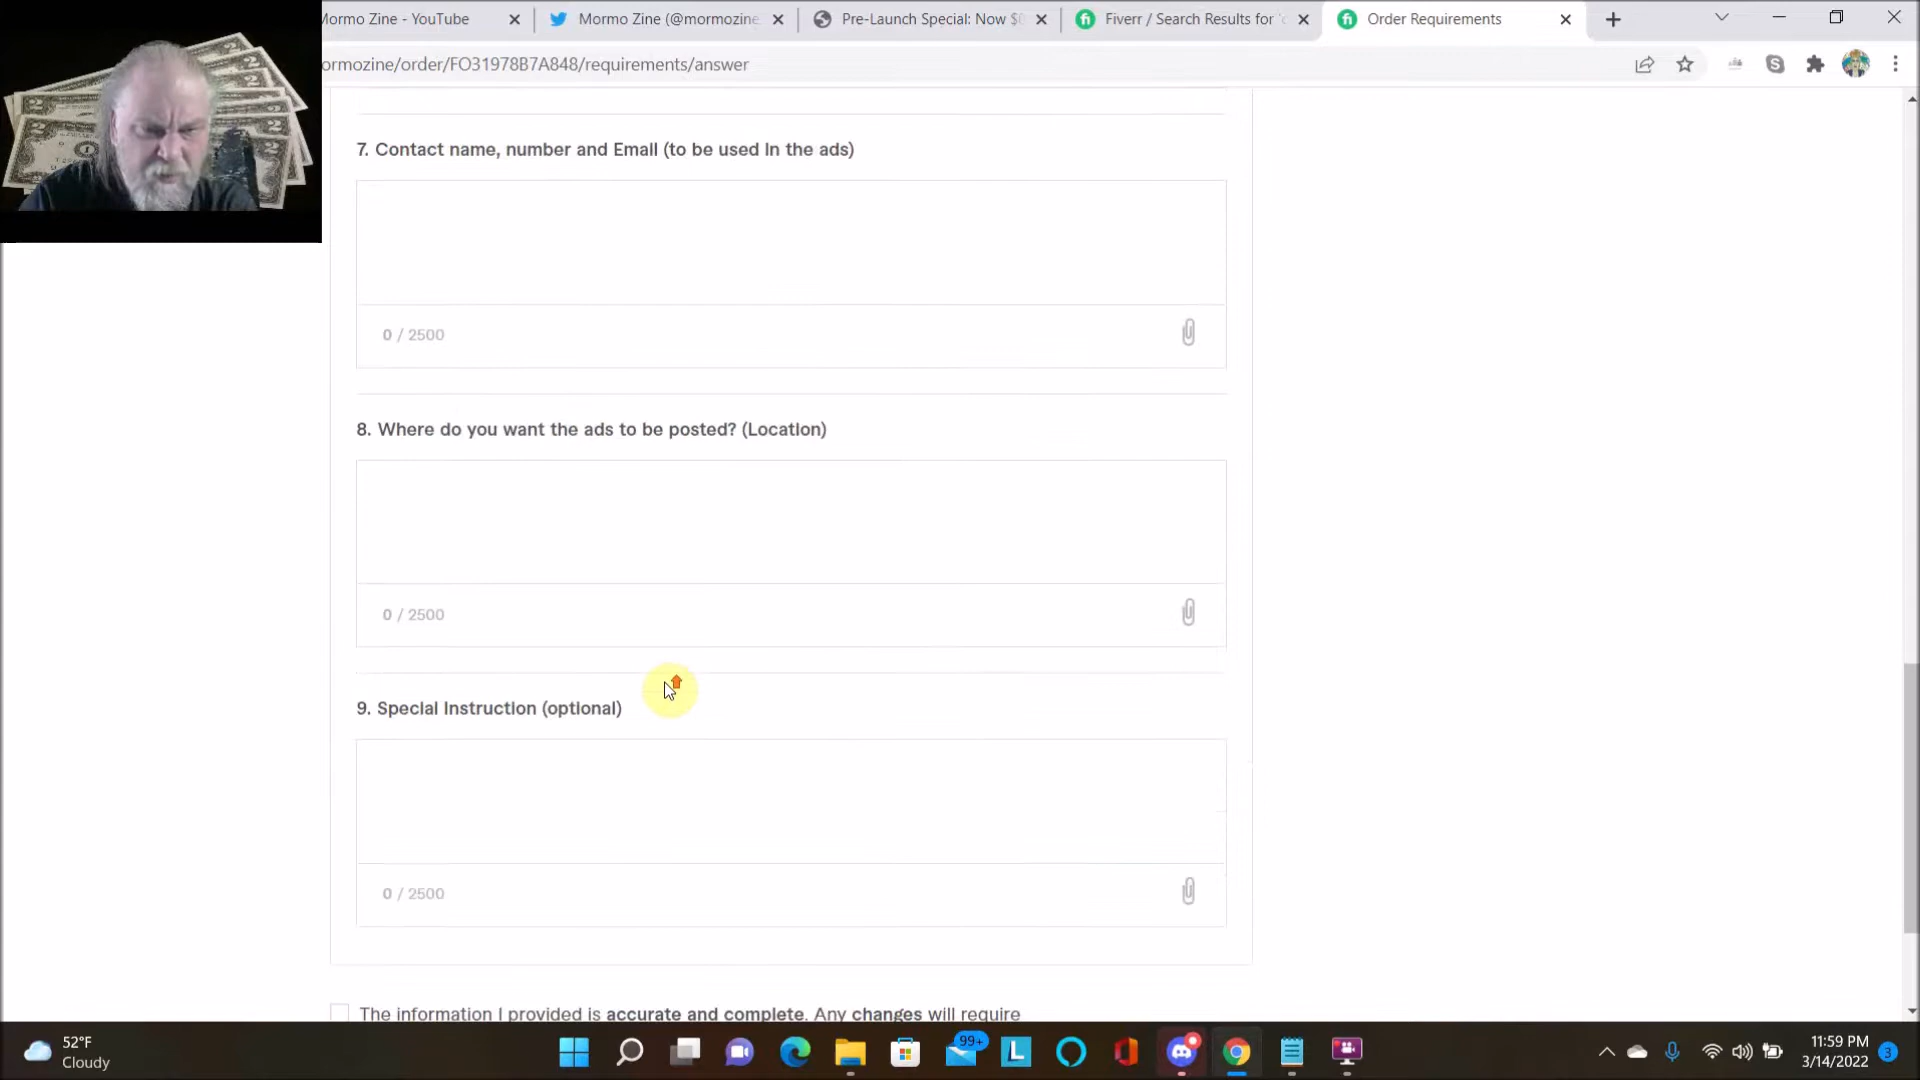 Mormo Zine - YouTube
Mormo Zine (@mormozine
Pre-Launch Special: Now $
Fiverr / Search Results for
Order Requirements
ormozine/order/FO31978B7A848/requirements/answer
7. Contact name, number and Email (to be used in the ads)
0 / 2500
8. Where do you want the ads to be posted? (Location)
0 / 2500
9. Special Instruction (optional)
0 / 2500
The information I provided is accurate and complete. Any changes will require
52°F
Cloudy
99+
11:59 PM
3/14/2022
3